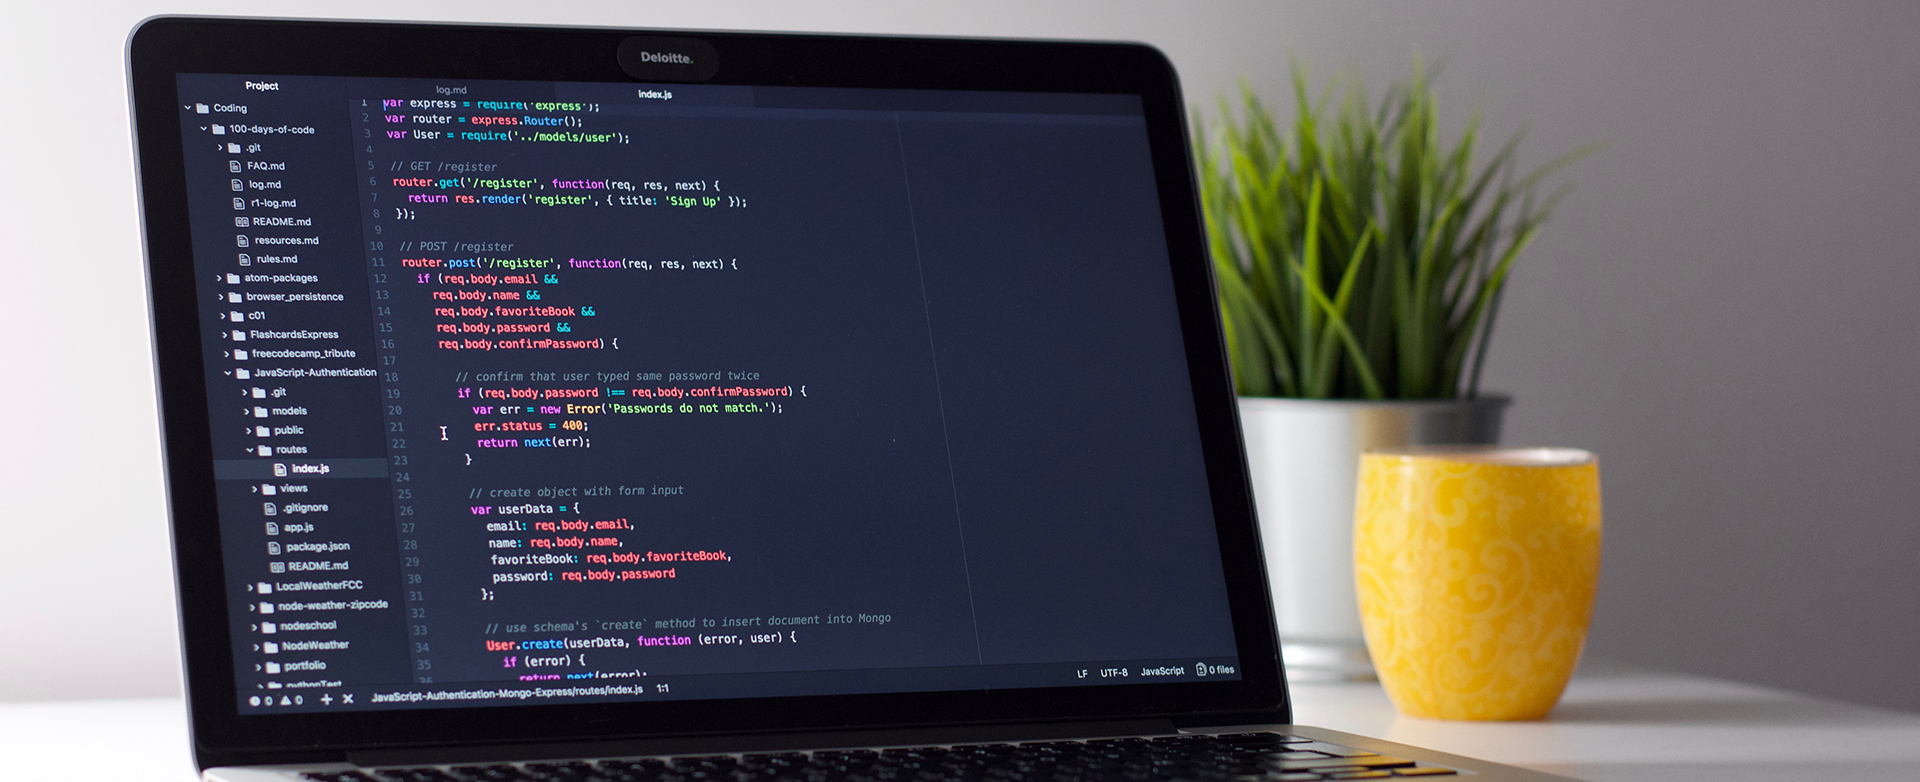 Deloitte.
Project
Coding
100-days-of-code
.git
FAQ.md
log.md
r1-log.md
README.md
resources.md
rules.md
atom-packages
browser_persistence
c01
FlashcardsExpress
freecodecamp_tribute
JavaScript-Authentication
.git
models
public
routes
index.js
views
.gitignore
app.js
package.json
README.md
LocalWeatherFCC
node-weather-zipcode
nodeschool
NodeWeather
portfolio
pythonTest
log.md
index.js
1 var express = require('express');
2 var router = express.Router();
3 var User = require('../models/user');
4
5 // GET /register
6 router.get('/register', function(req, res, next) {
7 return res.render('register', { title: 'Sign Up' });
8 });
9
10 // POST /register
11 router.post('/register', function(req, res, next) {
12 if (req.body.email &&
13 req.body.name &&
14 req.body.favoriteBook &&
15 req.body.password &&
16 req.body.confirmPassword) {
17
18 // confirm that user typed same password twice
19 if (req.body.password !== req.body.confirmPassword) {
20 var err = new Error('Passwords do not match.');
21 err.status = 400;
22 return next(err);
23 }
24
25 // create object with form input
26 var userData = {
27 email: req.body.email,
28 name: req.body.name,
29 favoriteBook: req.body.favoriteBook,
30 password: req.body.password
31 };
32
33 // use schema's `create` method to insert document into Mongo
34 User.create(userData, function (error, user) {
35 if (error) {
36 return next(error);
0 0 JavaScript-Authentication-Mongo-Express/routes/index.js 1:1 LF UTF-8 JavaScript 0 files